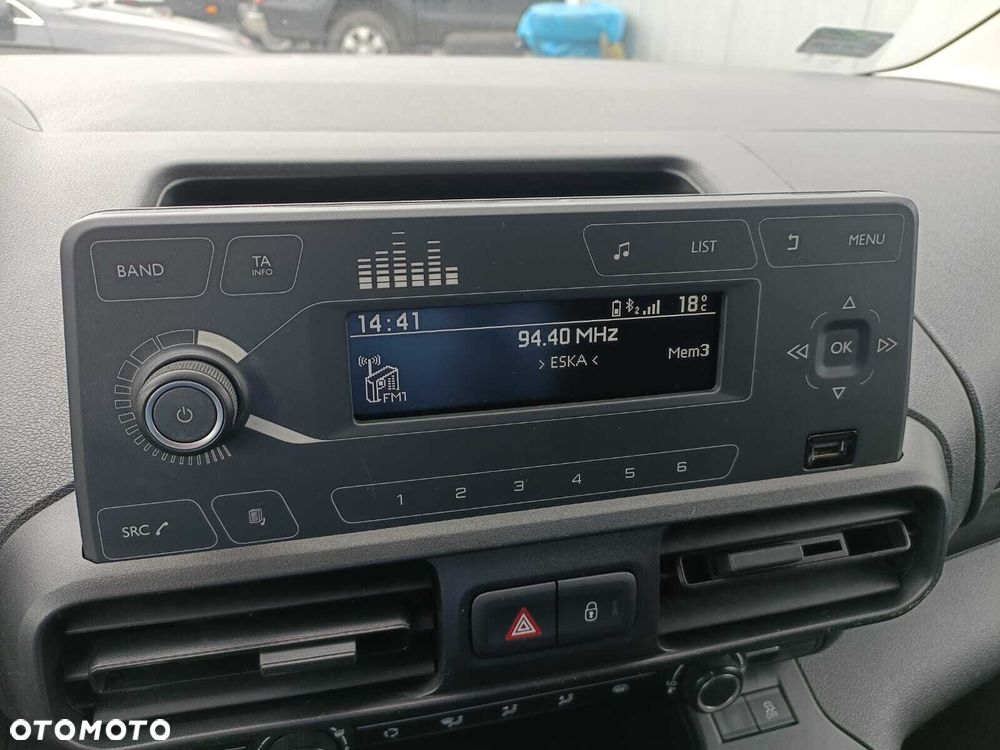 BAND
TA
INFO
LIST
MENU
14:41
2
18°C
94.40 MHz
> ESKA <
Mem3
FM1
OK
1 2 3 4 5 6
SRC
OTOMOTO